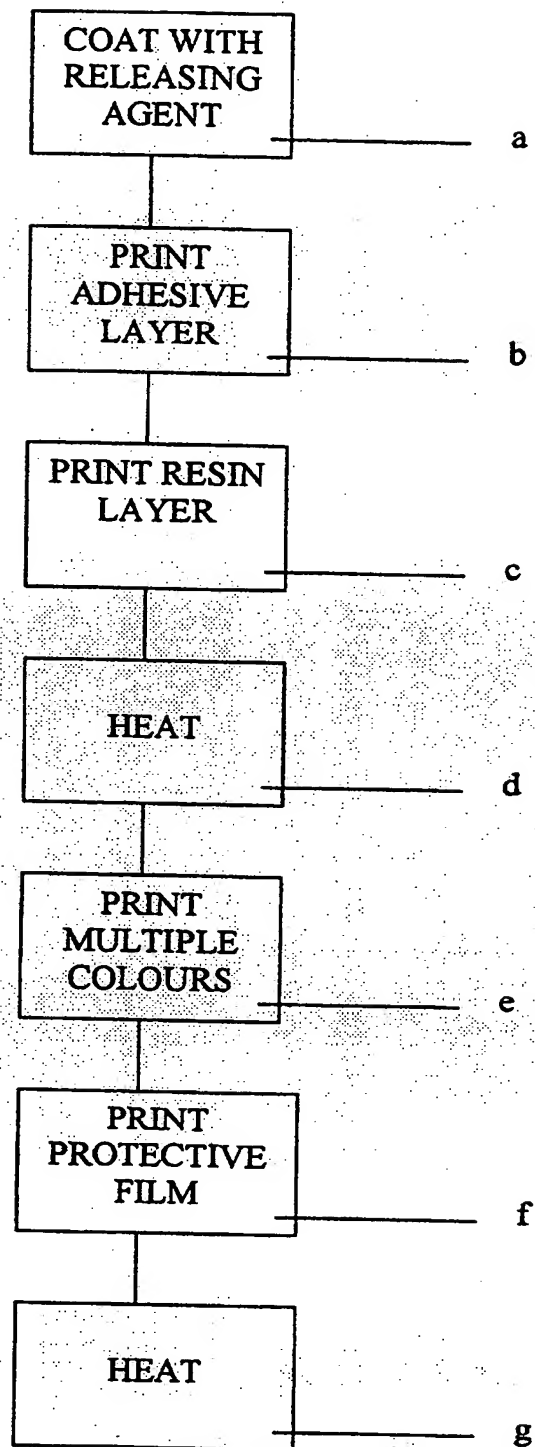 COAT WITH
RELEASING
AGENT
a
PRINT
ADHESIVE
LAYER
b
PRINT RESIN
LAYER
c
HEAT
d
PRINT
MULTIPLE
COLOURS
e
PRINT
PROTECTIVE
FILM
f
HEAT
g